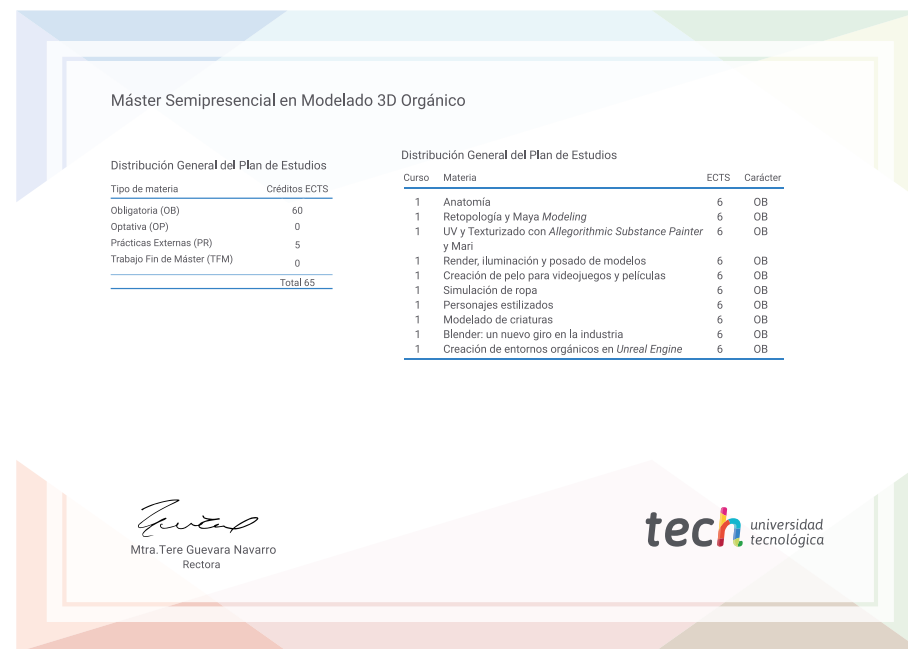 Máster Semipresencial en Modelado 3D Orgánico
Distribución General del Plan de Estudios
Tipo de materia Créditos ECTS
Obligatoria (OB) 60
Optativa (OP) 0
Prácticas Externas (PR) 5
Trabajo Fin de Máster (TFM) 0
Total 65
Distribución General del Plan de Estudios
Curso Materia ECTS Carácter
1 Anatomía 6 OB
1 Retopología y Maya Modeling 6 OB
1 UV y Texturizado con Allegorithmic Substance Painter 6 OB
y Mari
1 Render, iluminación y posado de modelos 6 OB
1 Creación de pelo para videojuegos y películas 6 OB
1 Simulación de ropa 6 OB
1 Personajes estilizados 6 OB
1 Modelado de criaturas 6 OB
1 Blender: un nuevo giro en la industria 6 OB
1 Creación de entornos orgánicos en Unreal Engine 6 OB
Mtra.Tere Guevara Navarro
Rectora
tech universidad
tecnológica